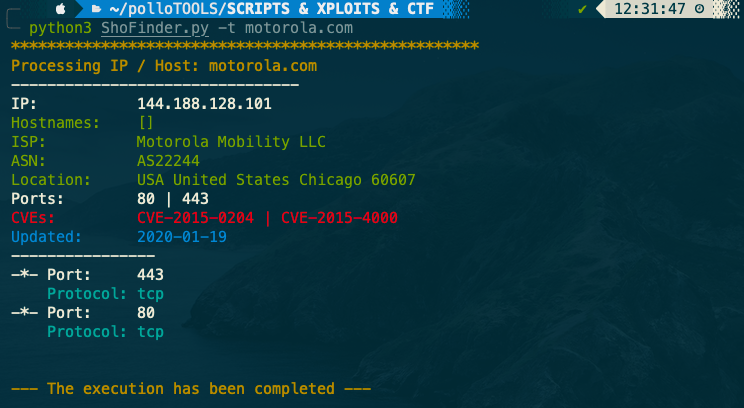 ~/polloTOOLS/SCRIPTS & XPLOITS & CTF ✔ 12:31:47
python3 ShoFinder.py -t motorola.com
****************************************************
Processing IP / Host: motorola.com
--------------------------------
IP: 144.188.128.101
Hostnames: []
ISP: Motorola Mobility LLC
ASN: AS22244
Location: USA United States Chicago 60607
Ports: 80 | 443
CVEs: CVE-2015-0204 | CVE-2015-4000
Updated: 2020-01-19
----------------
-*- Port: 443
Protocol: tcp
-*- Port: 80
Protocol: tcp
--- The execution has been completed ---